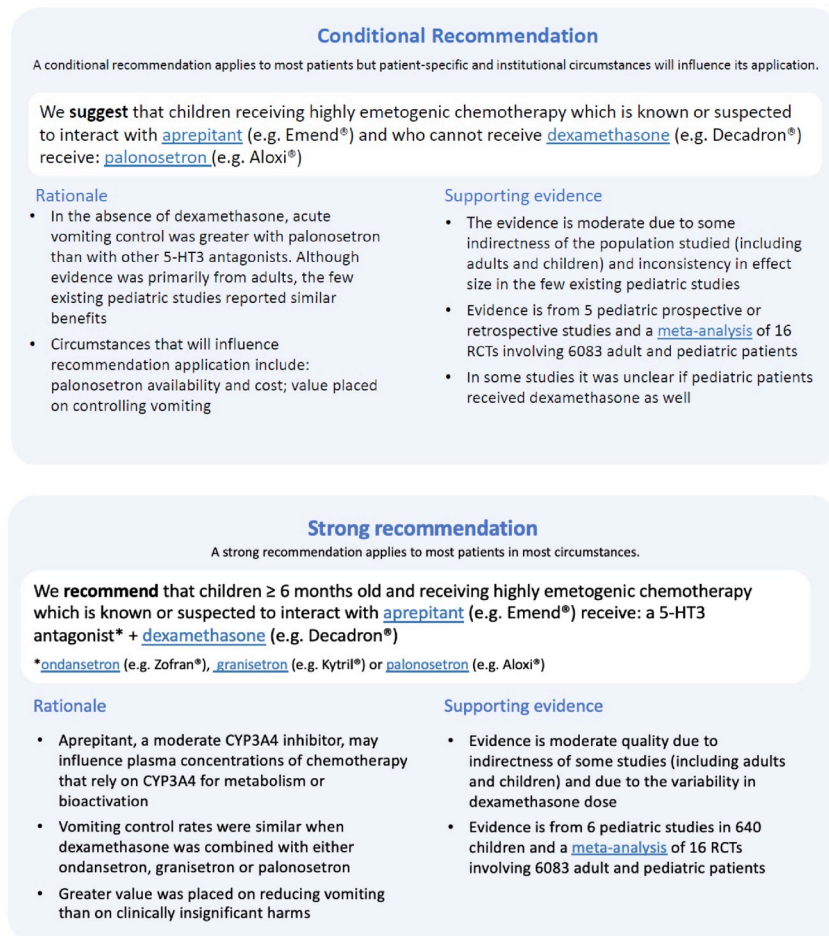 Conditional Recommendation
A conditional recommendation applies to most patients but patient-specific and institutional circumstances will influence its application.
We suggest that children receiving highly emetogenic chemotherapy which is known or suspected
to interact with aprepitant (e.g. Emend®) and who cannot receive dexamethasone (e.g. Decadron®)
receive: palonosetron (e.g. Aloxi®)
Rationale
• In the absence of dexamethasone, acute
vomiting control was greater with palonosetron
than with other 5-HT3 antagonists. Although
evidence was primarily from adults, the few
existing pediatric studies reported similar
benefits
• Circumstances that will influence
recommendation application include:
palonosetron availability and cost; value placed
on controlling vomiting
Supporting evidence
• The evidence is moderate due to some
indirectness of the population studied (including
adults and children) and inconsistency in effect
size in the few existing pediatric studies
• Evidence is from 5 pediatric prospective or
retrospective studies and a meta-analysis of 16
RCTs involving 6083 adult and pediatric patients
• In some studies it was unclear if pediatric patients
received dexamethasone as well
Strong recommendation
A strong recommendation applies to most patients in most circumstances.
We recommend that children ≥ 6 months old and receiving highly emetogenic chemotherapy
which is known or suspected to interact with aprepitant (e.g. Emend®) receive: a 5-HT3
antagonist* + dexamethasone (e.g. Decadron®)
*ondansetron (e.g. Zofran®), granisetron (e.g. Kytril®) or palonosetron (e.g. Aloxi®)
Rationale
• Aprepitant, a moderate CYP3A4 inhibitor, may
influence plasma concentrations of chemotherapy
that rely on CYP3A4 for metabolism or
bioactivation
• Vomiting control rates were similar when
dexamethasone was combined with either
ondansetron, granisetron or palonosetron
• Greater value was placed on reducing vomiting
than on clinically insignificant harms
Supporting evidence
• Evidence is moderate quality due to
indirectness of some studies (including adults
and children) and due to the variability in
dexamethasone dose
• Evidence is from 6 pediatric studies in 640
children and a meta-analysis of 16 RCTs
involving 6083 adult and pediatric patients